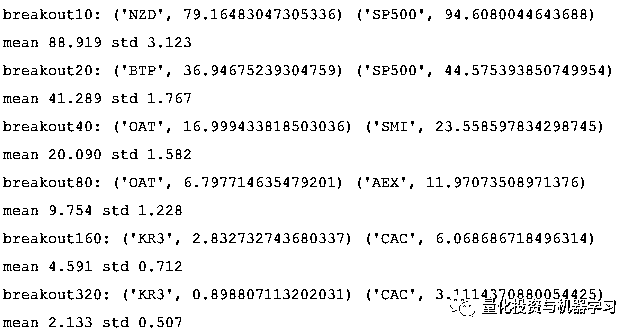 breakout10: ('NZD', 79.16483047305336) ('SP500', 94.6080044643688)
mean 88.919 std 3.123
breakout20: ('BTP', 36.94675239304759) ('SP500', 44.575393850749954)
mean 41.289 std 1.767
breakout40: ('OAT', 16.999433818503036) ('SMI', 23.558597834298745)
mean 20.090 std 1.582
breakout80: ('OAT', 6.797714635479201) ('AEX', 11.97073508971376)
mean 9.754 std 1.228
breakout160: ('KR3', 2.832732743680337) ('CAC', 6.068686718496314)
mean 4.591 std 0.712
breakout320: ('KR3', 0.898807113202031) ('CAC', 3.1114370880054425)
mean 2.133 std 0.507
量化投资与机器学习